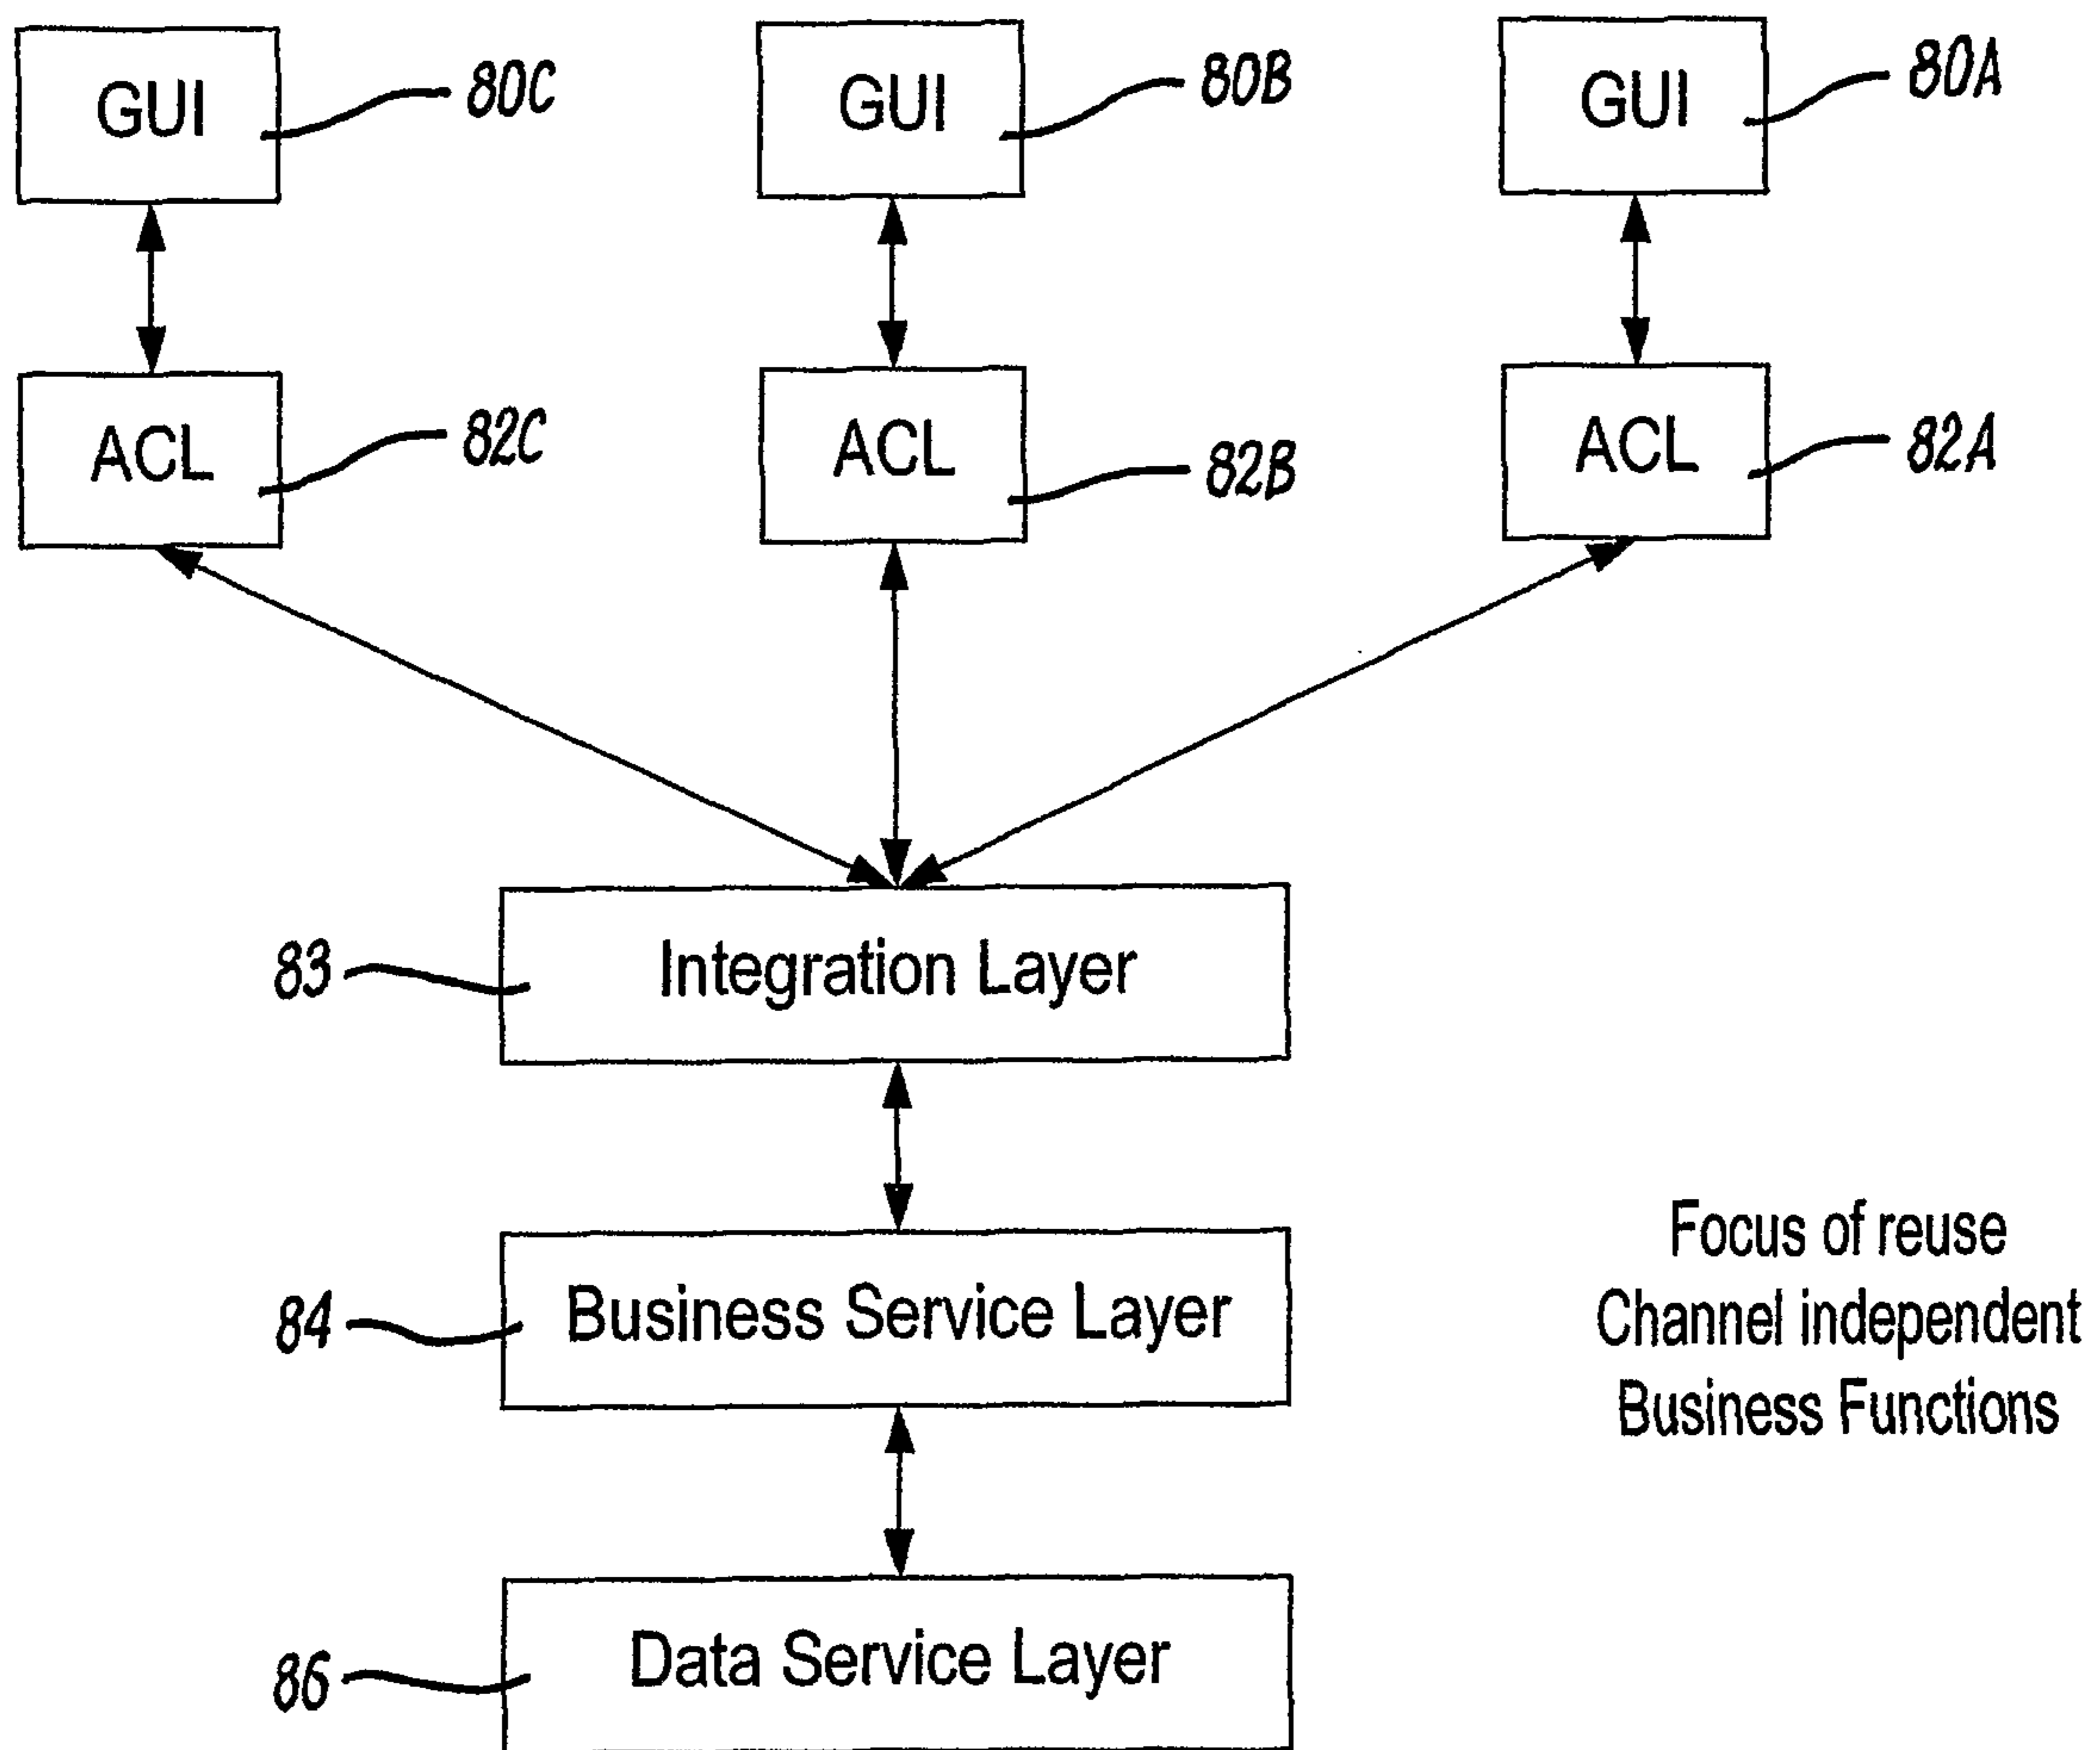 GUI
80C
GUI
80B
GUI
80A
ACL
82C
ACL
82B
ACL
82A
83
Integration Layer
84
Business Service Layer
Focus of reuse
Channel independent
Business Functions
86
Data Service Layer